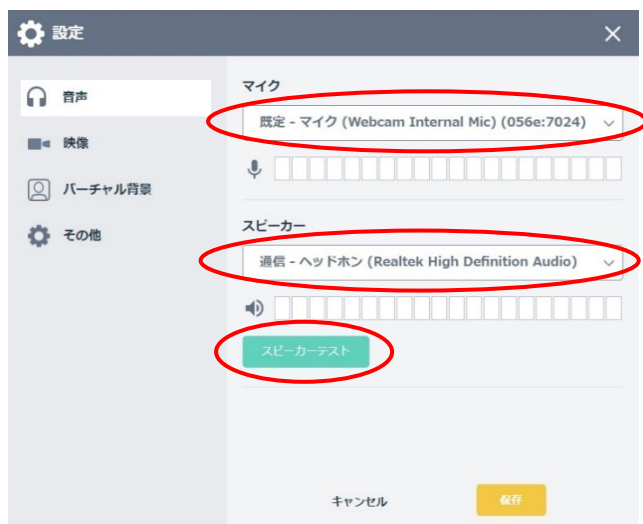 設定
音声
映像
バーチャル背景
その他
マイク
既定 - マイク (Webcam Internal Mic) (056e:7024)
スピーカー
通信 - ヘッドホン (Realtek High Definition Audio)
スピーカーテスト
キャンセル
保存